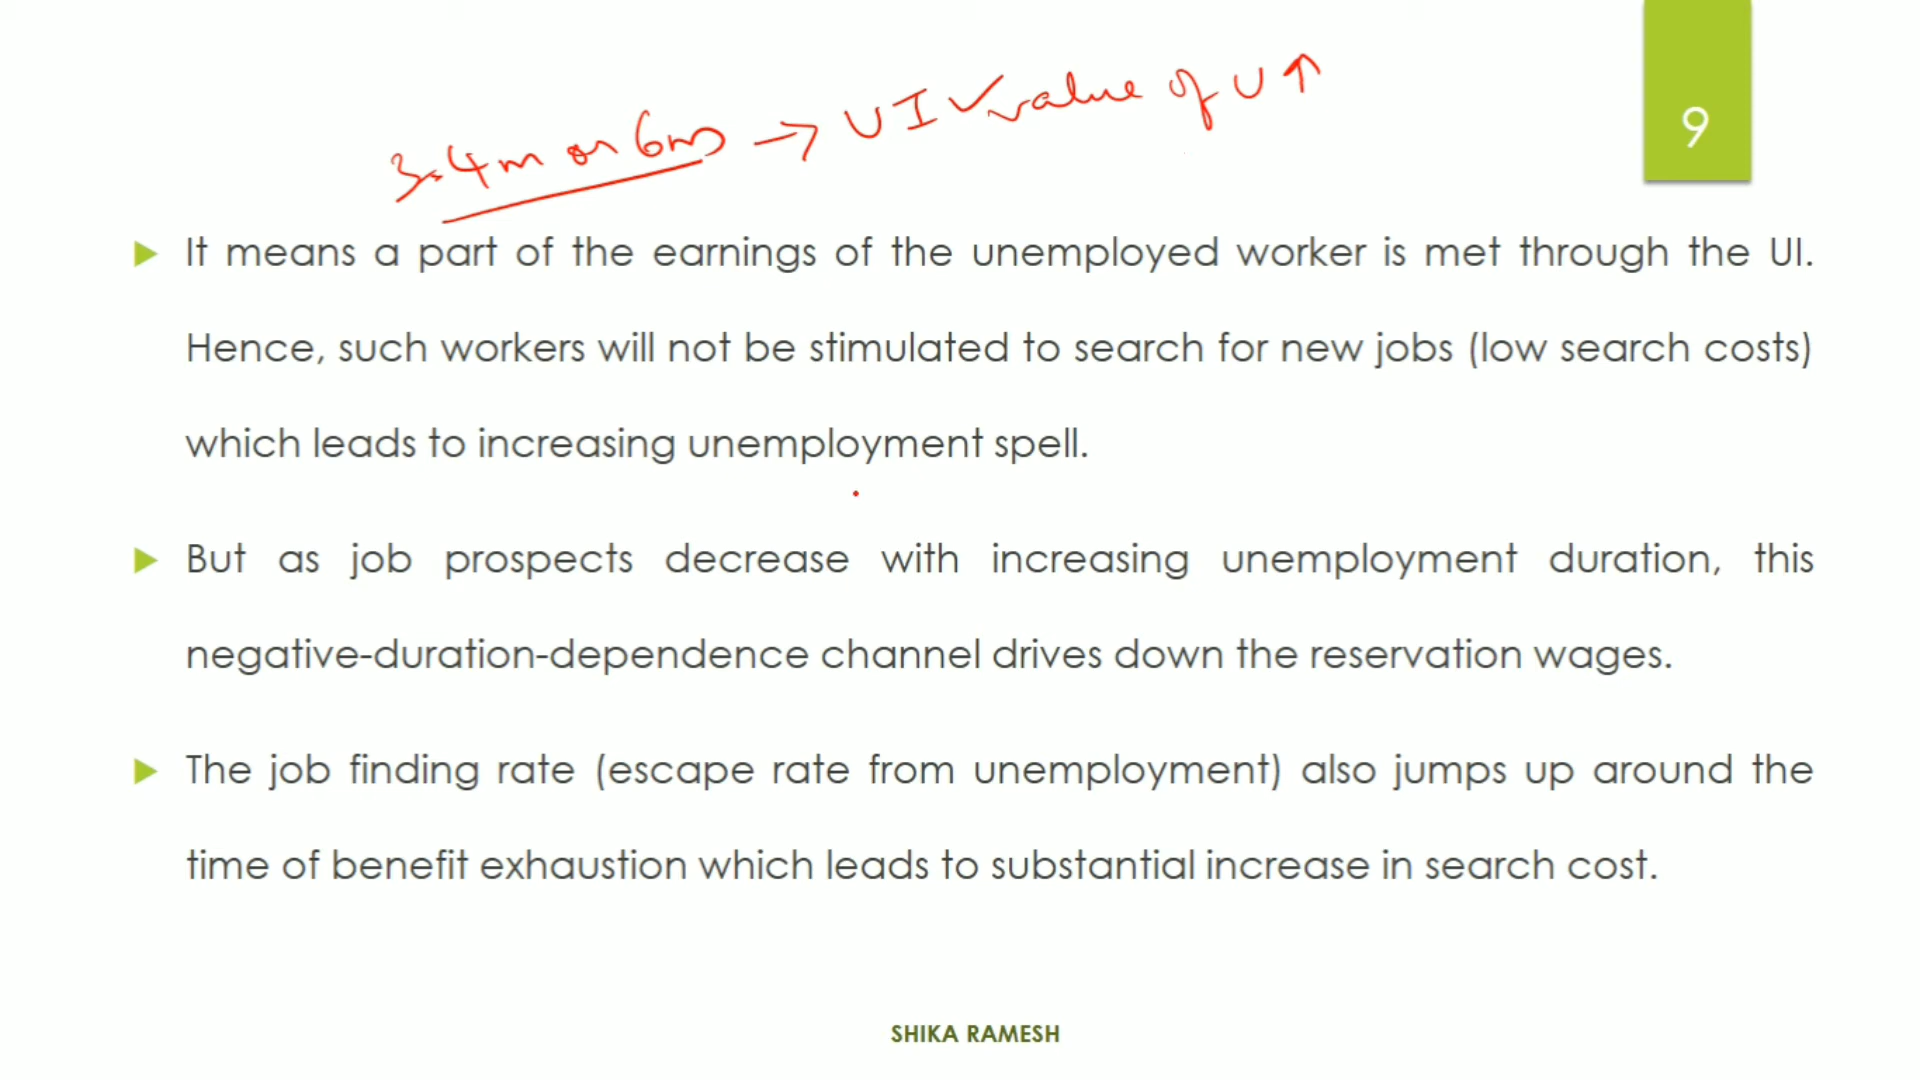 3-4m or 6m → UI ✓ value of U ↑
9
It means a part of the earnings of the unemployed worker is met through the UI.
Hence, such workers will not be stimulated to search for new jobs (low search costs)
which leads to increasing unemployment spell.
But as job prospects decrease with increasing unemployment duration, this
negative-duration-dependence channel drives down the reservation wages.
The job finding rate (escape rate from unemployment) also jumps up around the
time of benefit exhaustion which leads to substantial increase in search cost.
SHIKA RAMESH